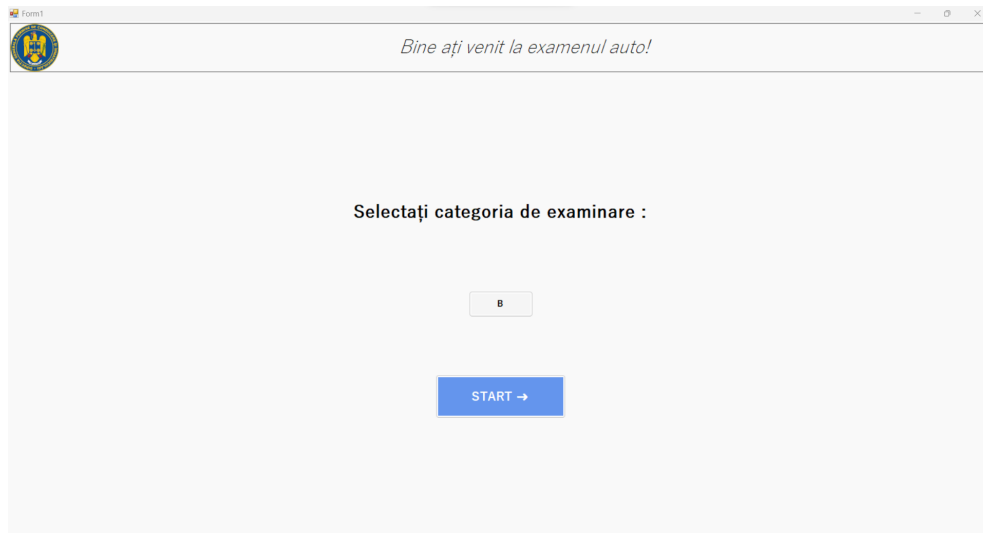 Form1
Bine ați venit la examenul auto!
Selectați categoria de examinare :
B
START →